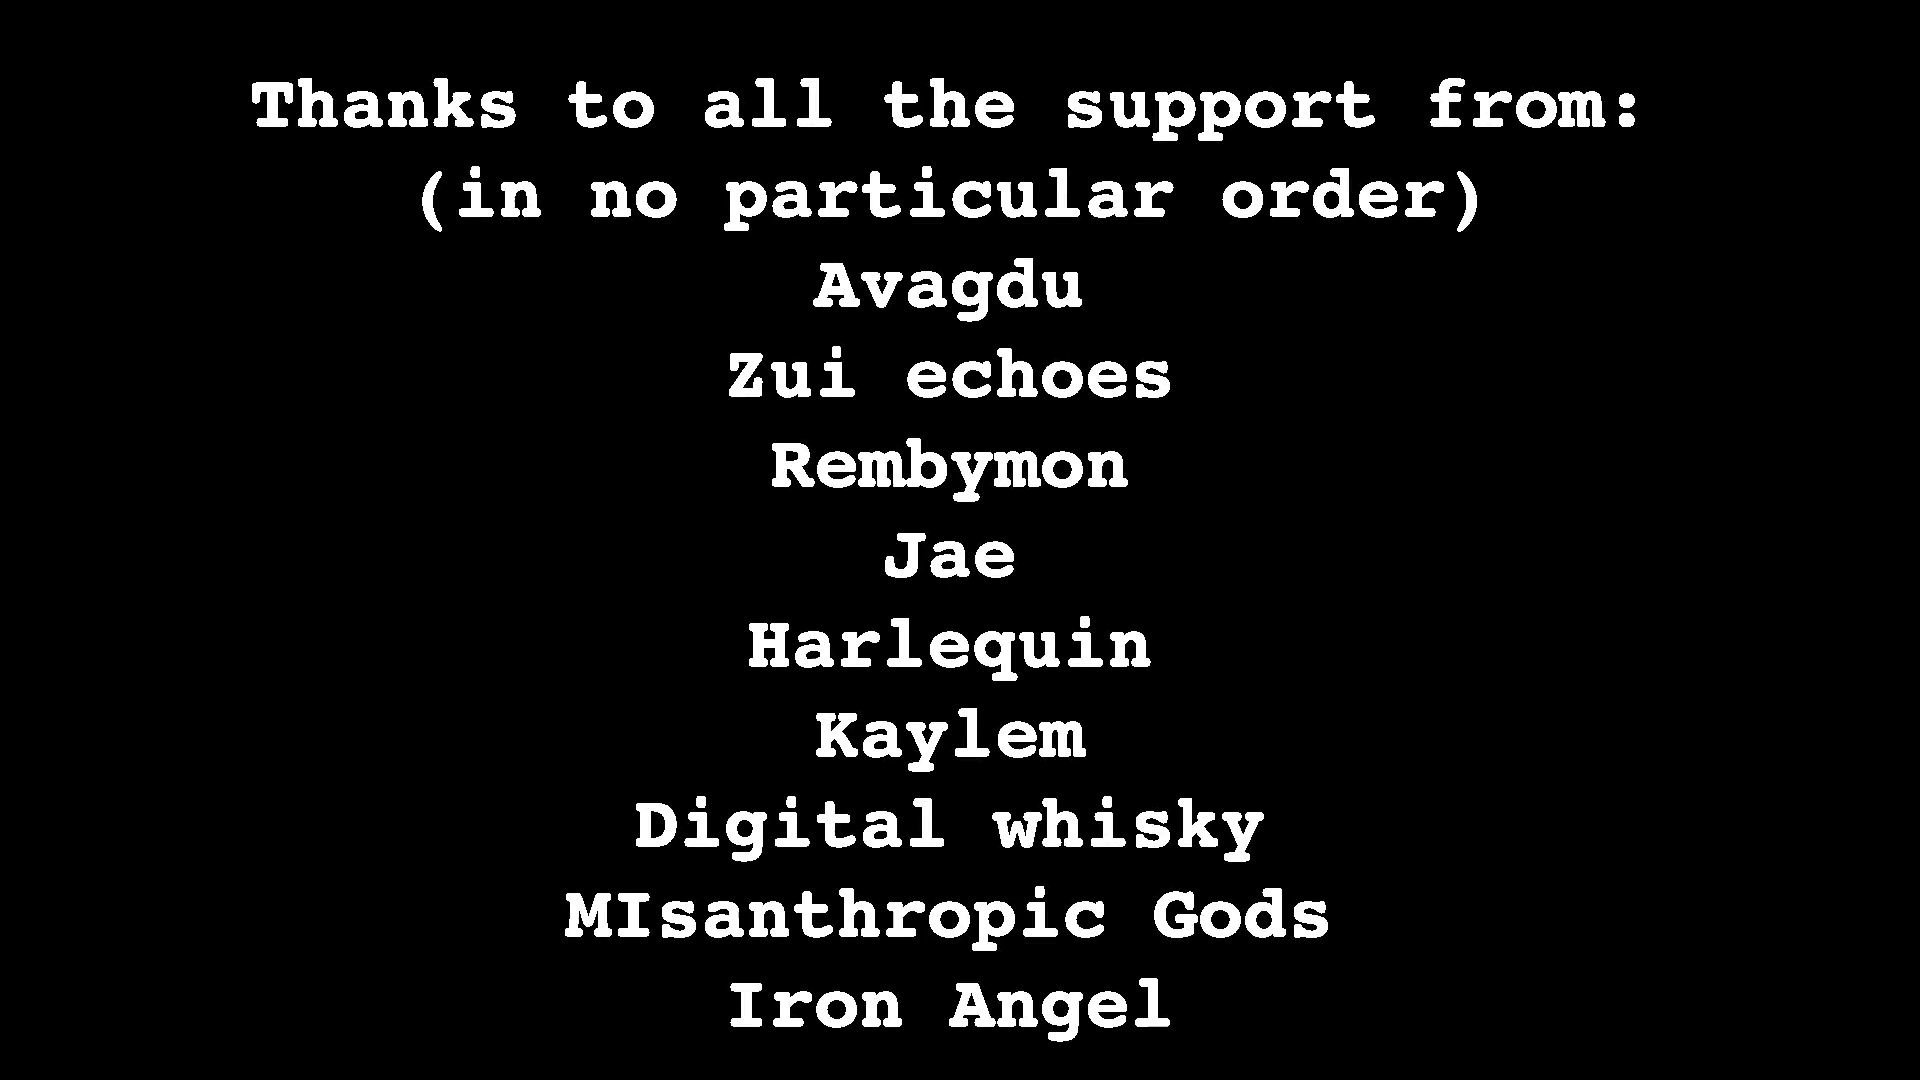 Thanks to all the support from:
(in no particular order)
Avagdu
Zui echoes
Rembymon
Jae
Harlequin
Kaylem
Digital whisky
MIsanthropic Gods
Iron Angel